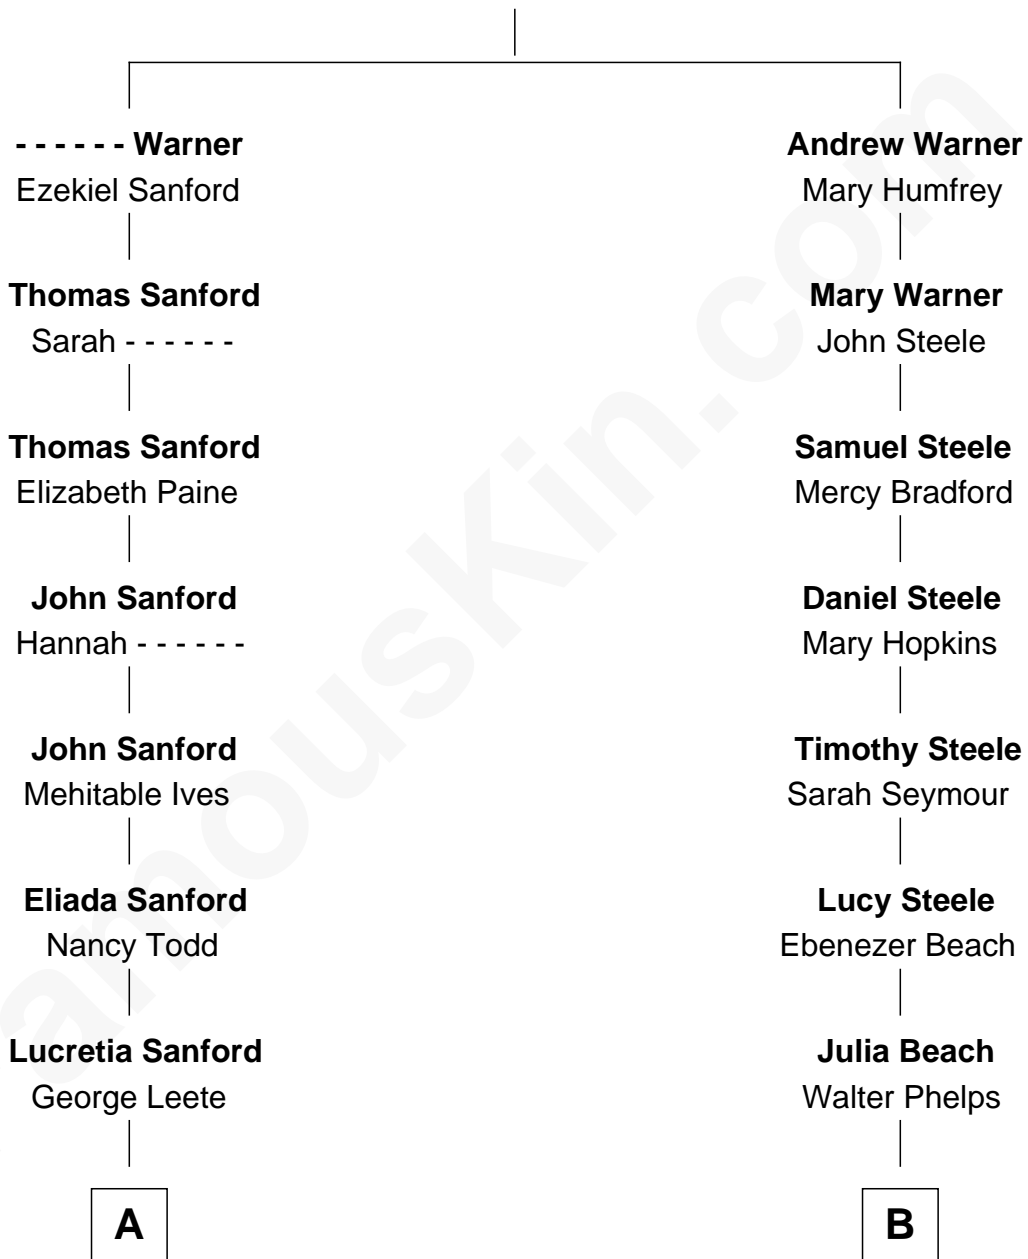 - - - - - - Warner
Ezekiel Sanford
Thomas Sanford
Sarah - - - - - -
Thomas Sanford
Elizabeth Paine
John Sanford
Hannah - - - - - -
John Sanford
Mehitable Ives
Eliada Sanford
Nancy Todd
Lucretia Sanford
George Leete
A
Andrew Warner
Mary Humfrey
Mary Warner
John Steele
Samuel Steele
Mercy Bradford
Daniel Steele
Mary Hopkins
Timothy Steele
Sarah Seymour
Lucy Steele
Ebenezer Beach
Julia Beach
Walter Phelps
B
amousKin.com